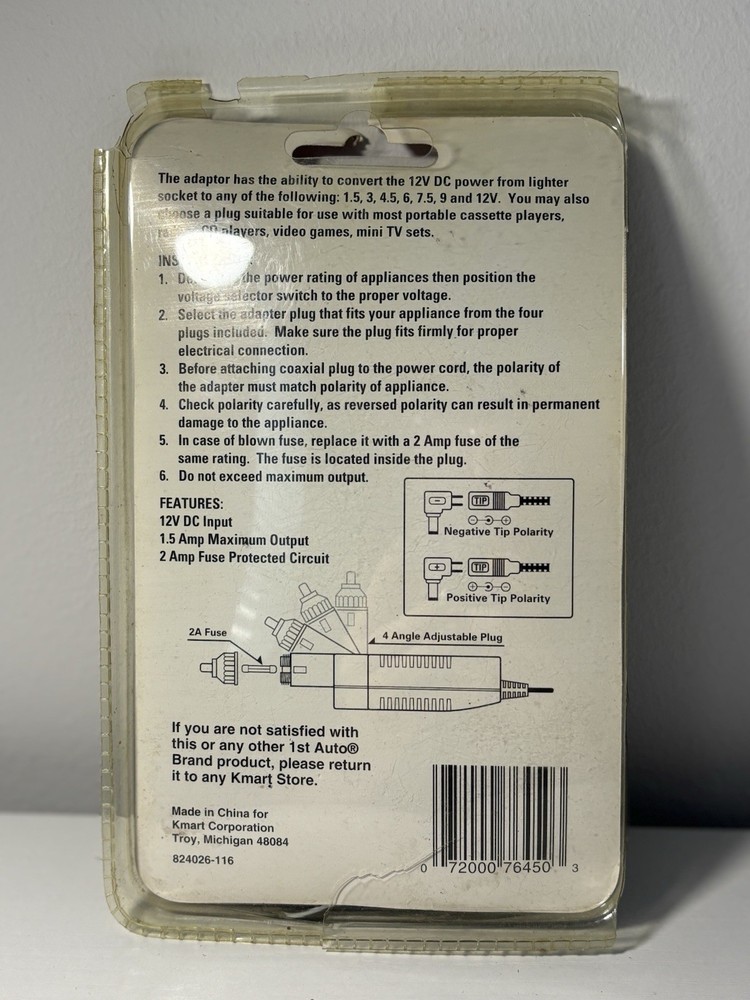 The adaptor has the ability to convert the 12V DC power from lighter
socket to any of the following: 1.5, 3, 4.5, 6, 7.5, 9 and 12V. You may also
choose a plug suitable for use with most portable cassette players,
CD players, video games, mini TV sets.
1. the power rating of appliances then position the
voltage selector switch to the proper voltage.
2. Select the adapter plug that fits your appliance from the four
plugs included. Make sure the plug fits firmly for proper
electrical connection.
3. Before attaching coaxial plug to the power cord, the polarity of
the adapter must match polarity of appliance.
4. Check polarity carefully, as reversed polarity can result in permanent
damage to the appliance.
5. In case of blown fuse, replace it with a 2 Amp fuse of the
same rating. The fuse is located inside the plug.
6. Do not exceed maximum output.
FEATURES:
12V DC Input
1.5 Amp Maximum Output
2 Amp Fuse Protected Circuit
- TIP
- +
Negative Tip Polarity
+ TIP
+ -
Positive Tip Polarity
2A Fuse
4 Angle Adjustable Plug
If you are not satisfied with
this or any other 1st Auto®
Brand product, please return
it to any Kmart Store.
Made in China for
Kmart Corporation
Troy, Michigan 48084
824026-116
0 72000 76450 3